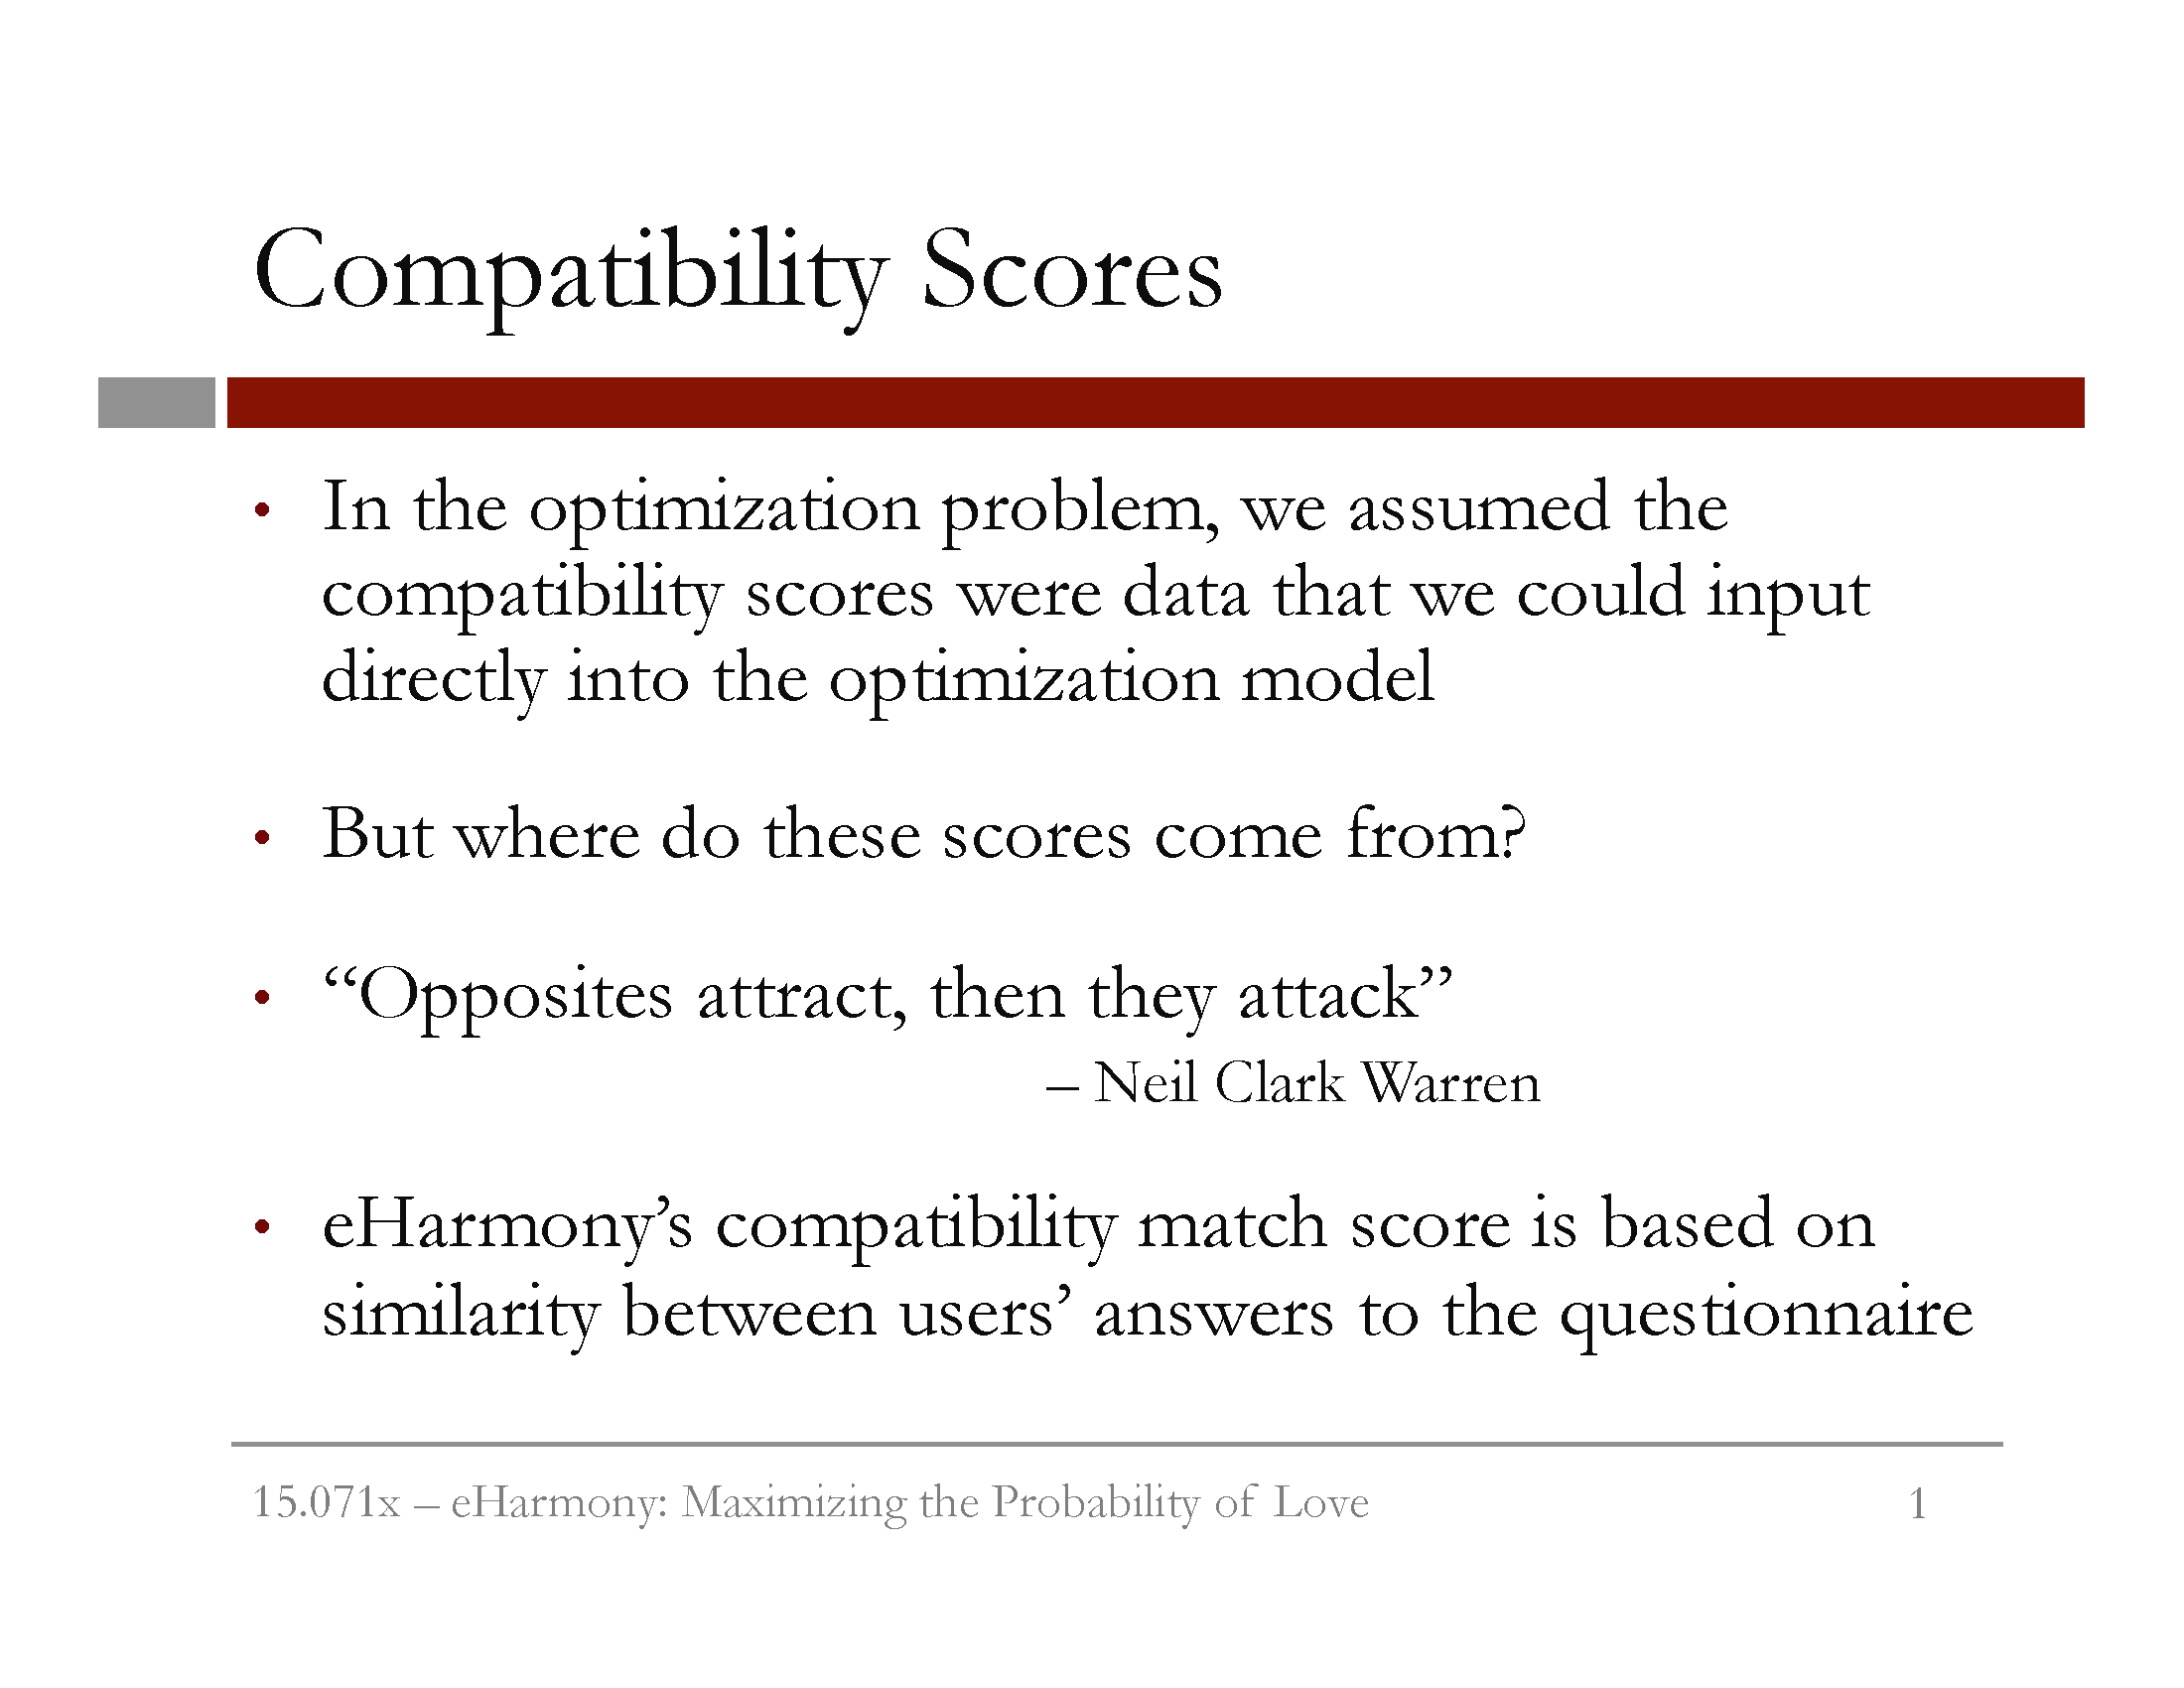 Compatibility Scores
• In the optimization problem, we assumed the
compatibility scores were data that we could input
directly into the optimization model
• But where do these scores come from?
• “Opposites attract, then they attack”
– Neil Clark Warren
• eHarmony’s compatibility match score is based on
similarity between users’ answers to the questionnaire
15.071x – eHarmony: Maximizing the Probability of Love 1